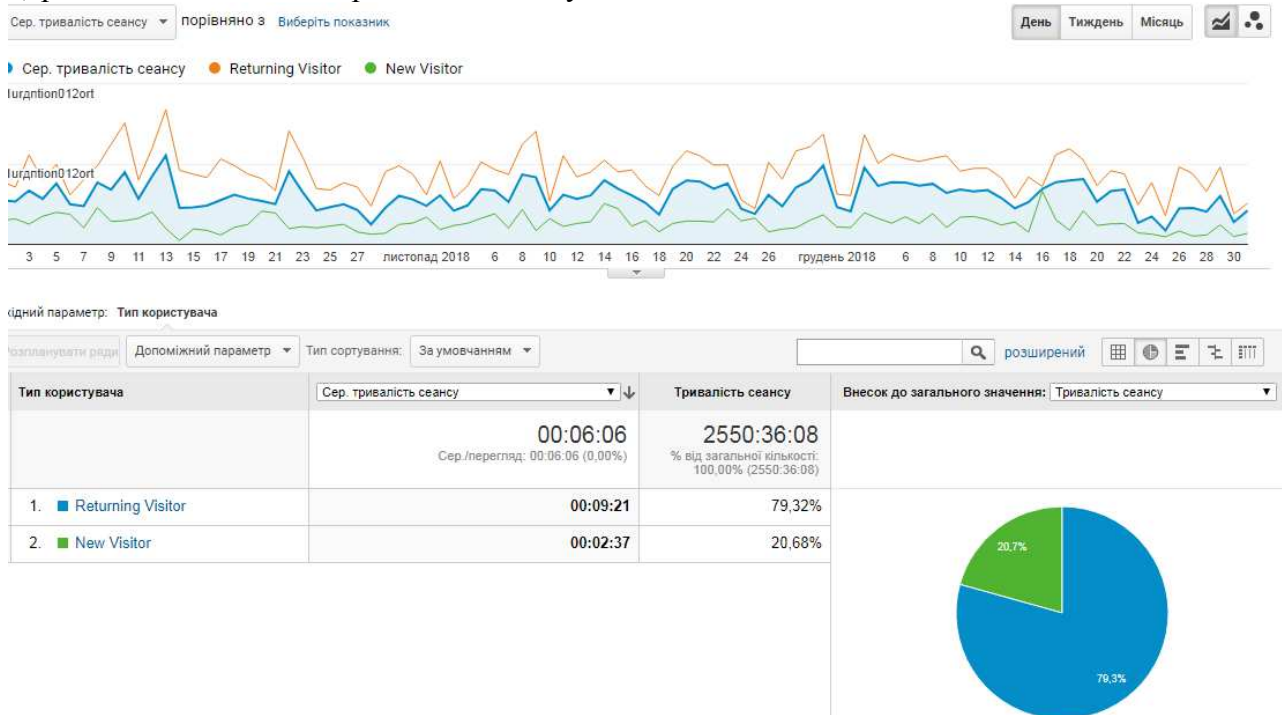 Сер. тривалість сеансу порівняно з Виберіть показник День Тиждень Місяць
Сер. тривалість сеансу Returning Visitor New Visitor
3 5 7 9 11 13 15 17 19 21 23 25 27 листопад 2018 6 8 10 12 14 16 18 20 22 24 26 грудень 2018 6 8 10 12 14 16 18 20 22 24 26 28 30
параметр: Тип користувача
ряди Допоміжний параметр Тип сортування: За умовчанням розширений
Тип користувача Сер. тривалість сеансу Тривалість сеансу Внесок до загального значення: Тривалість сеансу
00:06:06 2550:36:08
Сер./перегляд: 00:06:06 (0,00%) % від загальної кількості:
100,00% (2550:36:08)
1. Returning Visitor 00:09:21 79,32%
2. New Visitor 00:02:37 20,68%
20,7%
79,3%